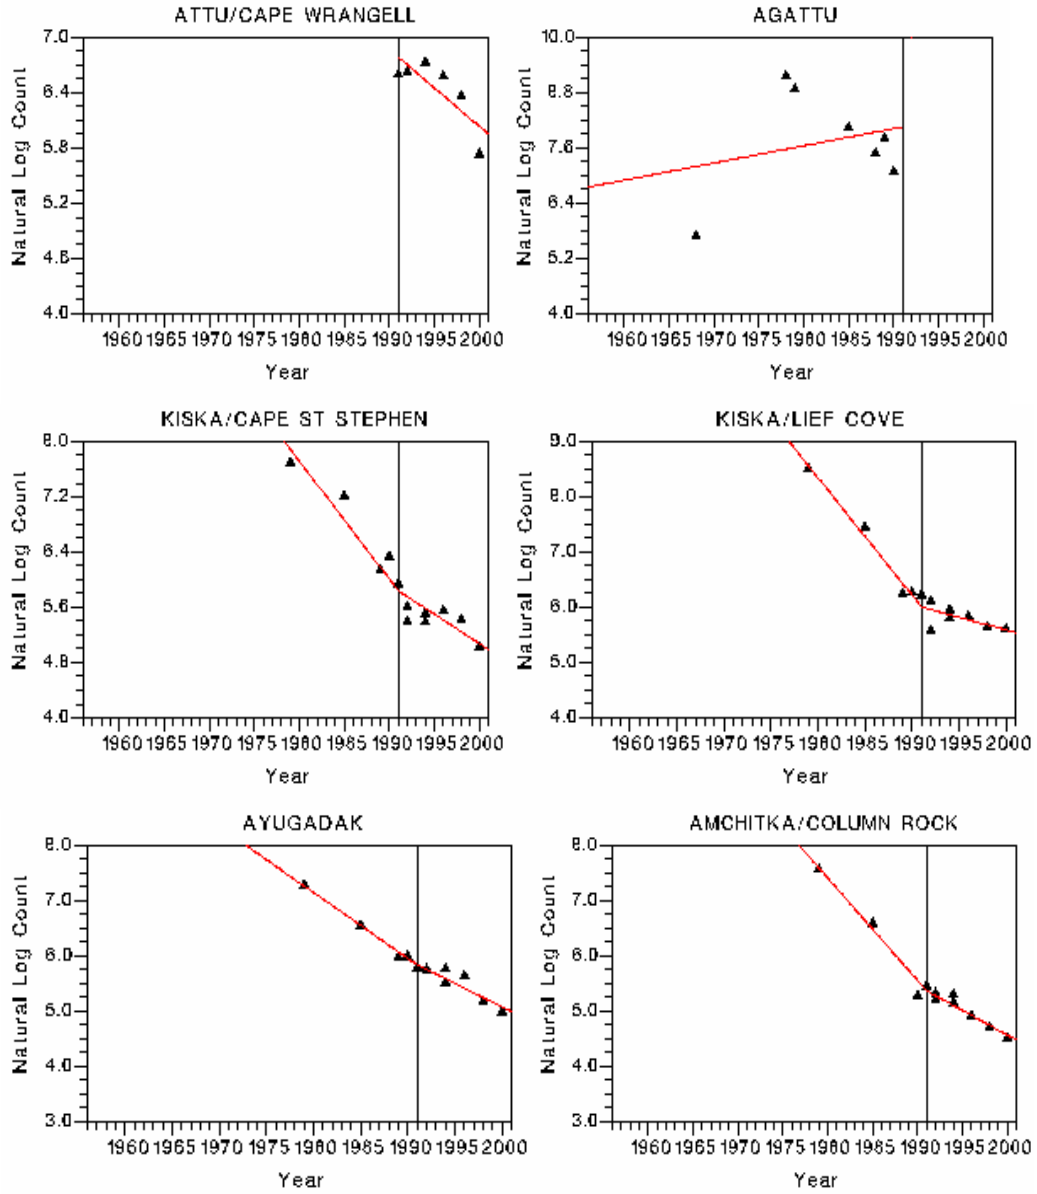 ATTU/CAPE WRANGELL
AGATTU
Natural Log Count
7.0
6.4
5.8
5.2
4.6
4.0
1960 1965 1970 1975 1980 1985 1990 1995 2000
Year
Natural Log Count
10.0
8.8
7.6
6.4
5.2
4.0
1960 1965 1970 1975 1980 1985 1990 1995 2000
Year
KISKA/CAPE ST STEPHEN
KISKA/LIEF COVE
Natural Log Count
8.0
7.2
6.4
5.6
4.8
4.0
1960 1965 1970 1975 1980 1985 1990 1995 2000
Year
Natural Log Count
9.0
8.0
7.0
6.0
5.0
4.0
1960 1965 1970 1975 1980 1985 1990 1995 2000
Year
AYUGADAK
AMCHITKA/COLUMN ROCK
Natural Log Count
8.0
7.0
6.0
5.0
4.0
3.0
1960 1965 1970 1975 1980 1985 1990 1995 2000
Year
Natural Log Count
8.0
7.0
6.0
5.0
4.0
3.0
1960 1965 1970 1975 1980 1985 1990 1995 2000
Year